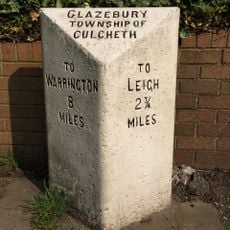 GLAZEBURY
TOWNSHIP OF
CULCHETH
TO
WARRINGTON
8
MILES
TO
LEIGH
2¾
MILES